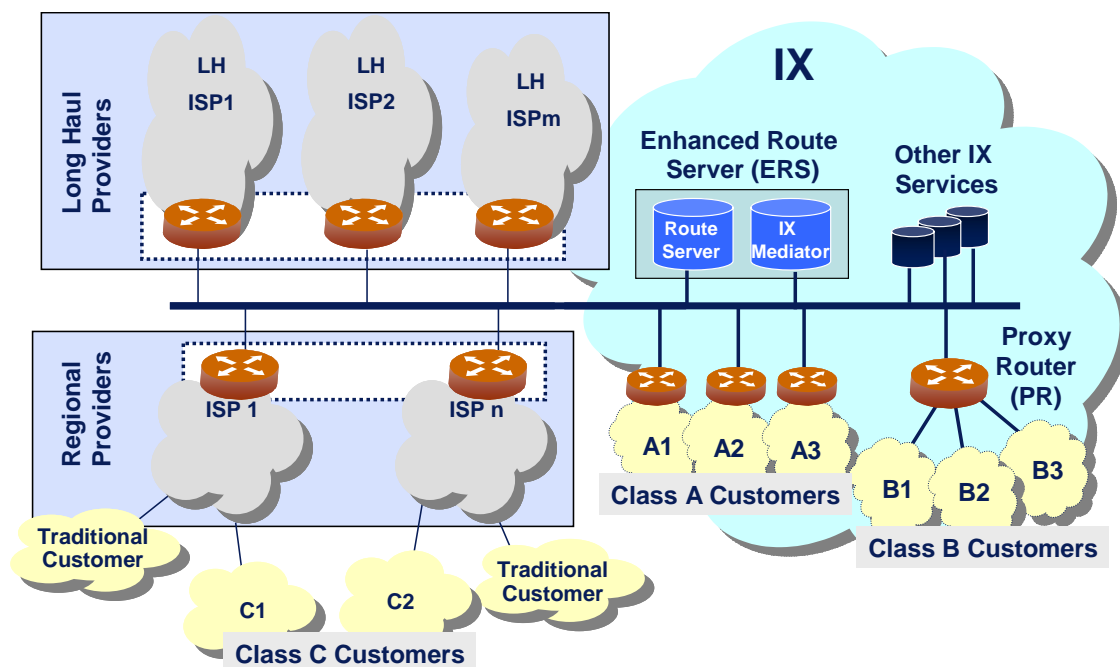 Long Haul
Providers
LH
ISP1
LH
ISP2
LH
ISPm
IX
Enhanced Route
Server (ERS)
Route
Server
IX
Mediator
Other IX
Services
Regional
Providers
ISP 1
ISP n
Proxy
Router
(PR)
A1
A2
A3
Class A Customers
B1
B2
B3
Class B Customers
Traditional
Customer
C1
C2
Traditional
Customer
Class C Customers